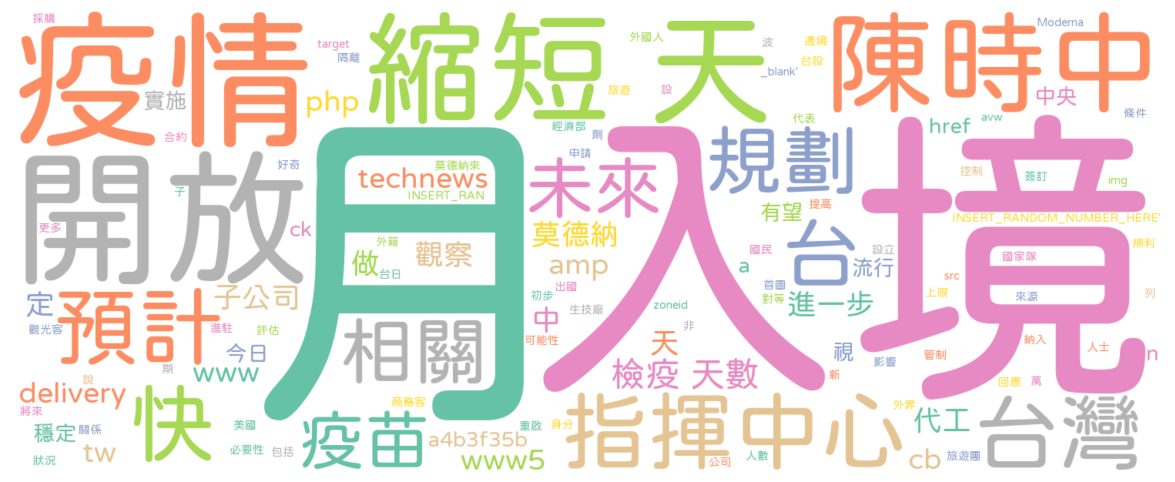 採購
疫情
縮短 天
陳時中
target
隔離
外國人
波
邊境
Moderna
_blank'
台設
實施
php
旅遊
設
中央
條件
合約
經濟部
劑
代表
href
avw
開放
月
入境
好奇
子
莫德納來
申請
規劃
technews
INSERT_RAN
未來
控制
簽訂
img
更多
ck
有望
提高
INSERT_RANDOM_NUMBER_HERE'
莫德納
台
外籍
做
觀察
台日
amp
國民
a
設立
國家隊
順利
流行
src
定
預計
子公司
出國
首圖
對等
進一步
上限
來源
列
初步
生技廠
zoneid
觀光客
進駐
評估
相關
中
非
可能性
天
視
影響
管制
納入
人士
n
今日
期
www
檢疫 天數
新
回應
萬
說
delivery
將來
快
商務客
指揮中心
外界
代工
台灣
穩定
關係
美國
疫苗
重啟
身分
a4b3f35b
狀況
tw
必要性
包括
www5
公司
人數
cb
旅遊團